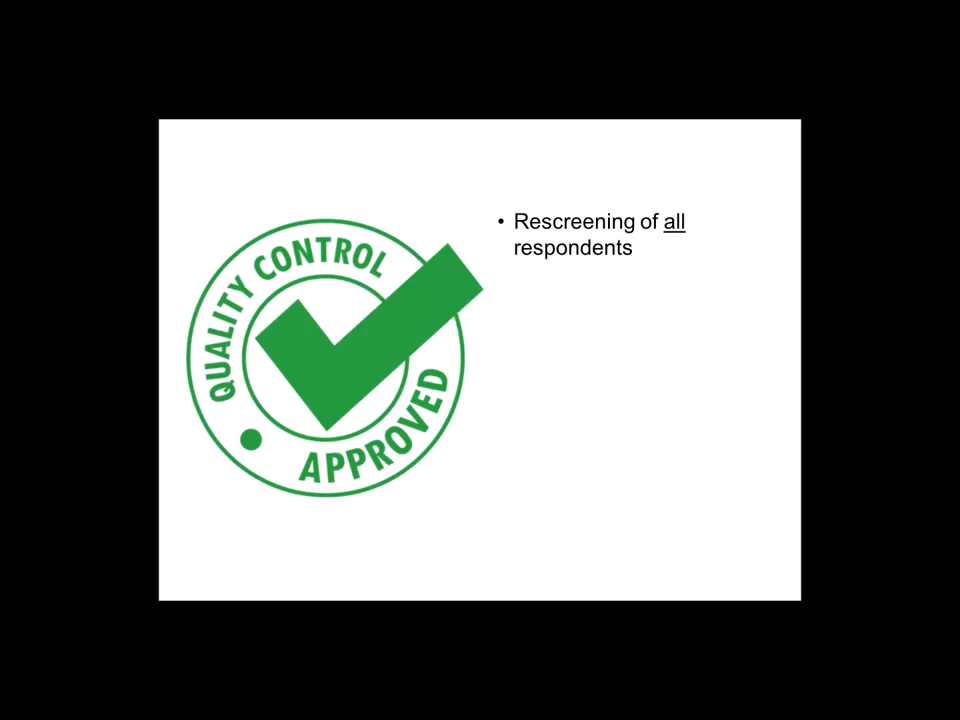 QUALITY CONTROL
APPROVED
• Rescreening of all
respondents